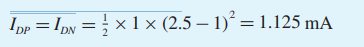 I_DP = I_DN = 1/2 × 1 × (2.5 – 1)² = 1.125 mA